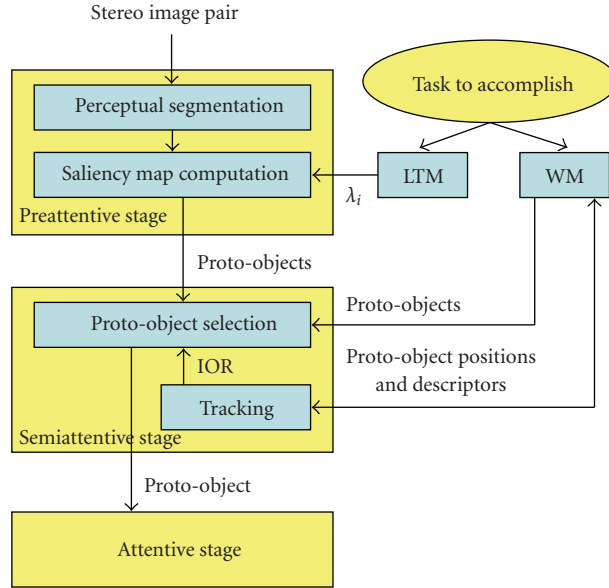 Stereo image pair
Perceptual segmentation
Task to accomplish
Saliency map computation
LTM
WM
λi
Preattentive stage
Proto-objects
Proto-object selection
Proto-objects
IOR
Proto-object positions
and descriptors
Tracking
Semiattentive stage
Proto-object
Attentive stage